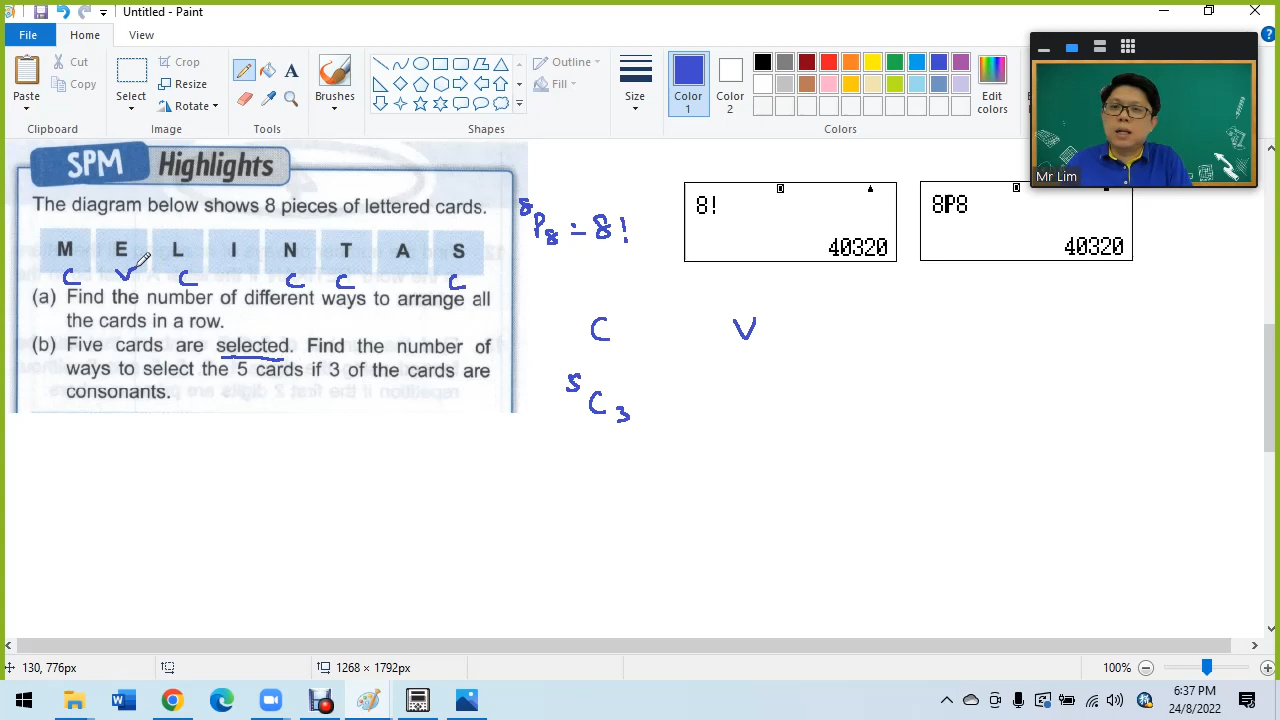 Untitled - Paint
File Home View
Paste
Cut
Copy
Clipboard
Select
Crop
Resize
Rotate
Image
Tools
Brushes
Shapes
Outline
Fill
Size
Color 1
Color 2
Edit colors
Colors
Mr Lim
SPM Highlights
The diagram below shows 8 pieces of lettered cards.
M E L I N T A S
C V C C C C
(a) Find the number of different ways to arrange all
the cards in a row.
(b) Five cards are selected. Find the number of
ways to select the 5 cards if 3 of the cards are
consonants.
8P8 = 8!
8!
40320
8P8
40320
C V
5C3
130, 776px
1268 × 1792px
100%
6:37 PM
24/8/2022